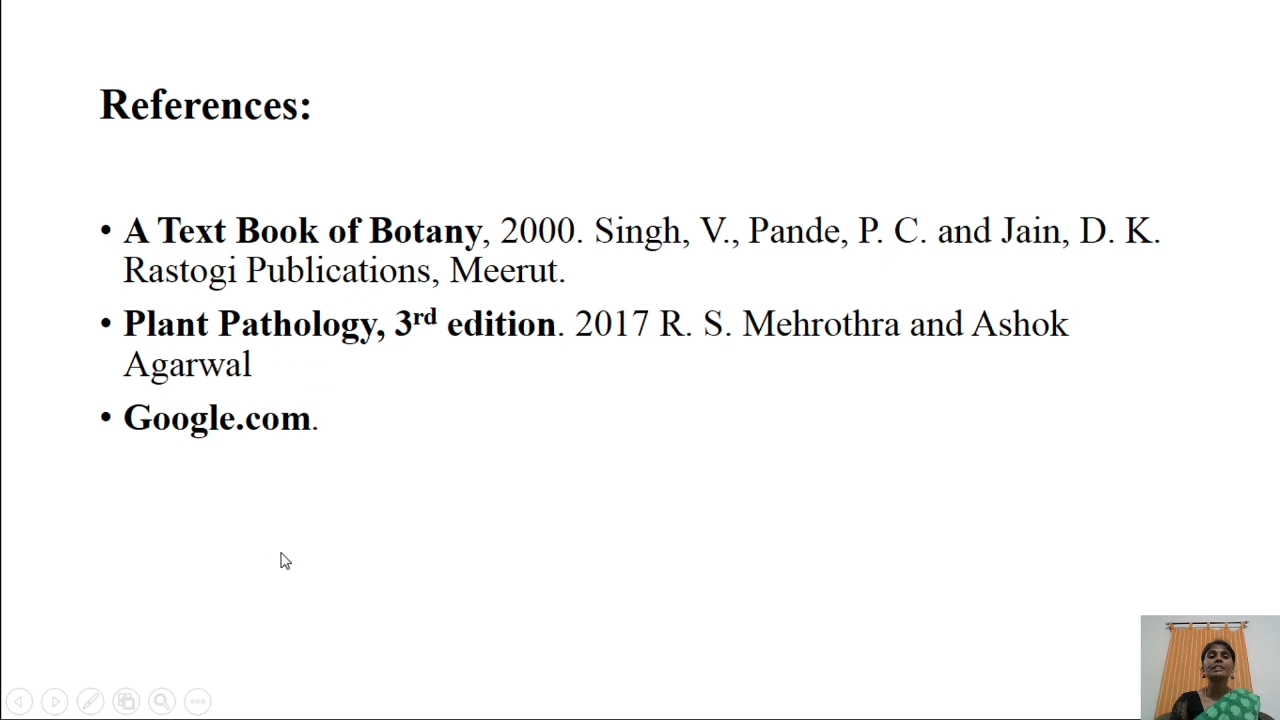 References:
• A Text Book of Botany, 2000. Singh, V., Pande, P. C. and Jain, D. K.
Rastogi Publications, Meerut.
• Plant Pathology, 3rd edition. 2017 R. S. Mehrothra and Ashok
Agarwal
• Google.com.